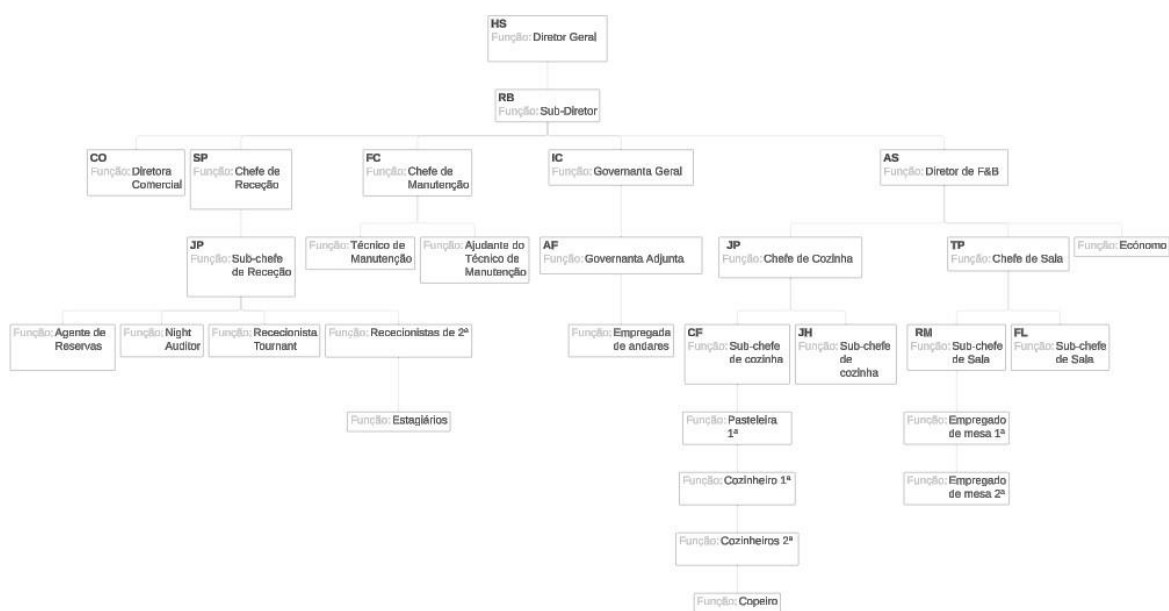 HS
Função: Diretor Geral
RB
Função: Sub-Diretor
CO
Função: Diretora
Comercial
SP
Função: Chefe de
Receção
FC
Função: Chefe de
Manutenção
IC
Função: Governanta Geral
AS
Função: Diretor de F&B
JP
Função: Sub-chefe
de Receção
Função: Técnico de
Manutenção
Função: Ajudante do
Técnico de
Manutenção
AF
Função: Governanta Adjunta
JP
Função: Chefe de Cozinha
TP
Função: Chefe de Sala
Função: Ecónomo
Função: Agente de
Reservas
Função: Night
Auditor
Função: Rececionista
Tournant
Função: Rececionistas de 2ª
Função: Empregada
de andares
CF
Função: Sub-chefe
de cozinha
JH
Função: Sub-chefe
de
cozinha
RM
Função: Sub-chefe
de Sala
FL
Função: Sub-chefe
de Sala
Função: Estagiários
Função: Pasteleira
1ª
Função: Empregado
de mesa 1ª
Função: Cozinheiro 1ª
Função: Empregado
de mesa 2ª
Função: Cozinheiros 2ª
Função: Copeiro